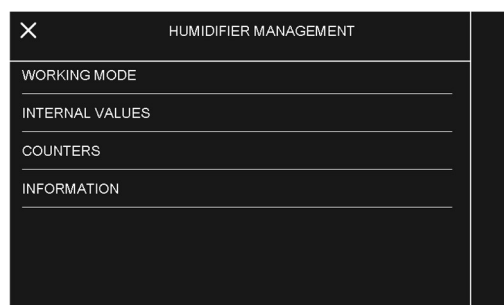 HUMIDIFIER MANAGEMENT
WORKING MODE
INTERNAL VALUES
COUNTERS
INFORMATION